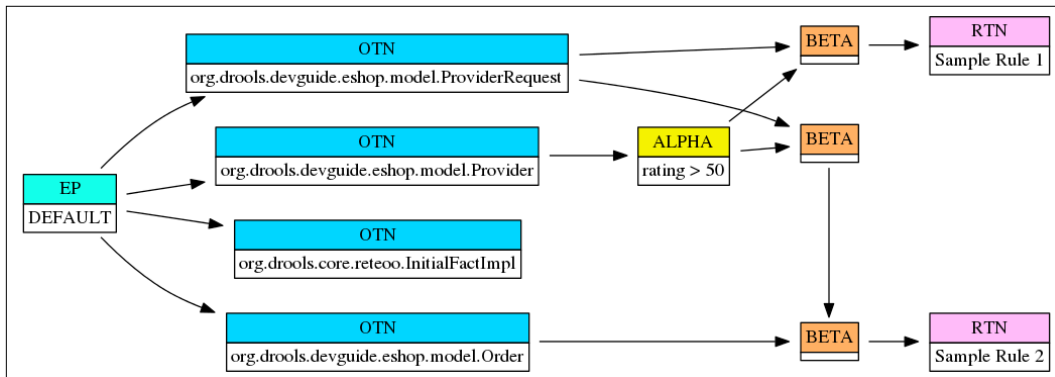 OTN
org.drools.devguide.eshop.model.ProviderRequest
BETA
RTN
Sample Rule 1
OTN
org.drools.devguide.eshop.model.Provider
ALPHA
rating > 50
BETA
EP
DEFAULT
OTN
org.drools.core.reteoo.InitialFactImpl
OTN
org.drools.devguide.eshop.model.Order
BETA
RTN
Sample Rule 2